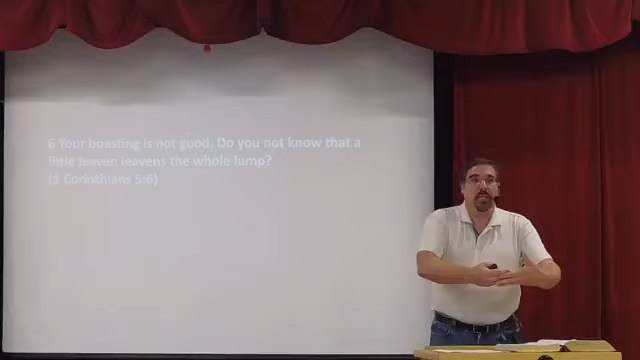 6 Your boasting is not good. Do you not know that a
little leaven leavens the whole lump?
(1 Corinthians 5:6)